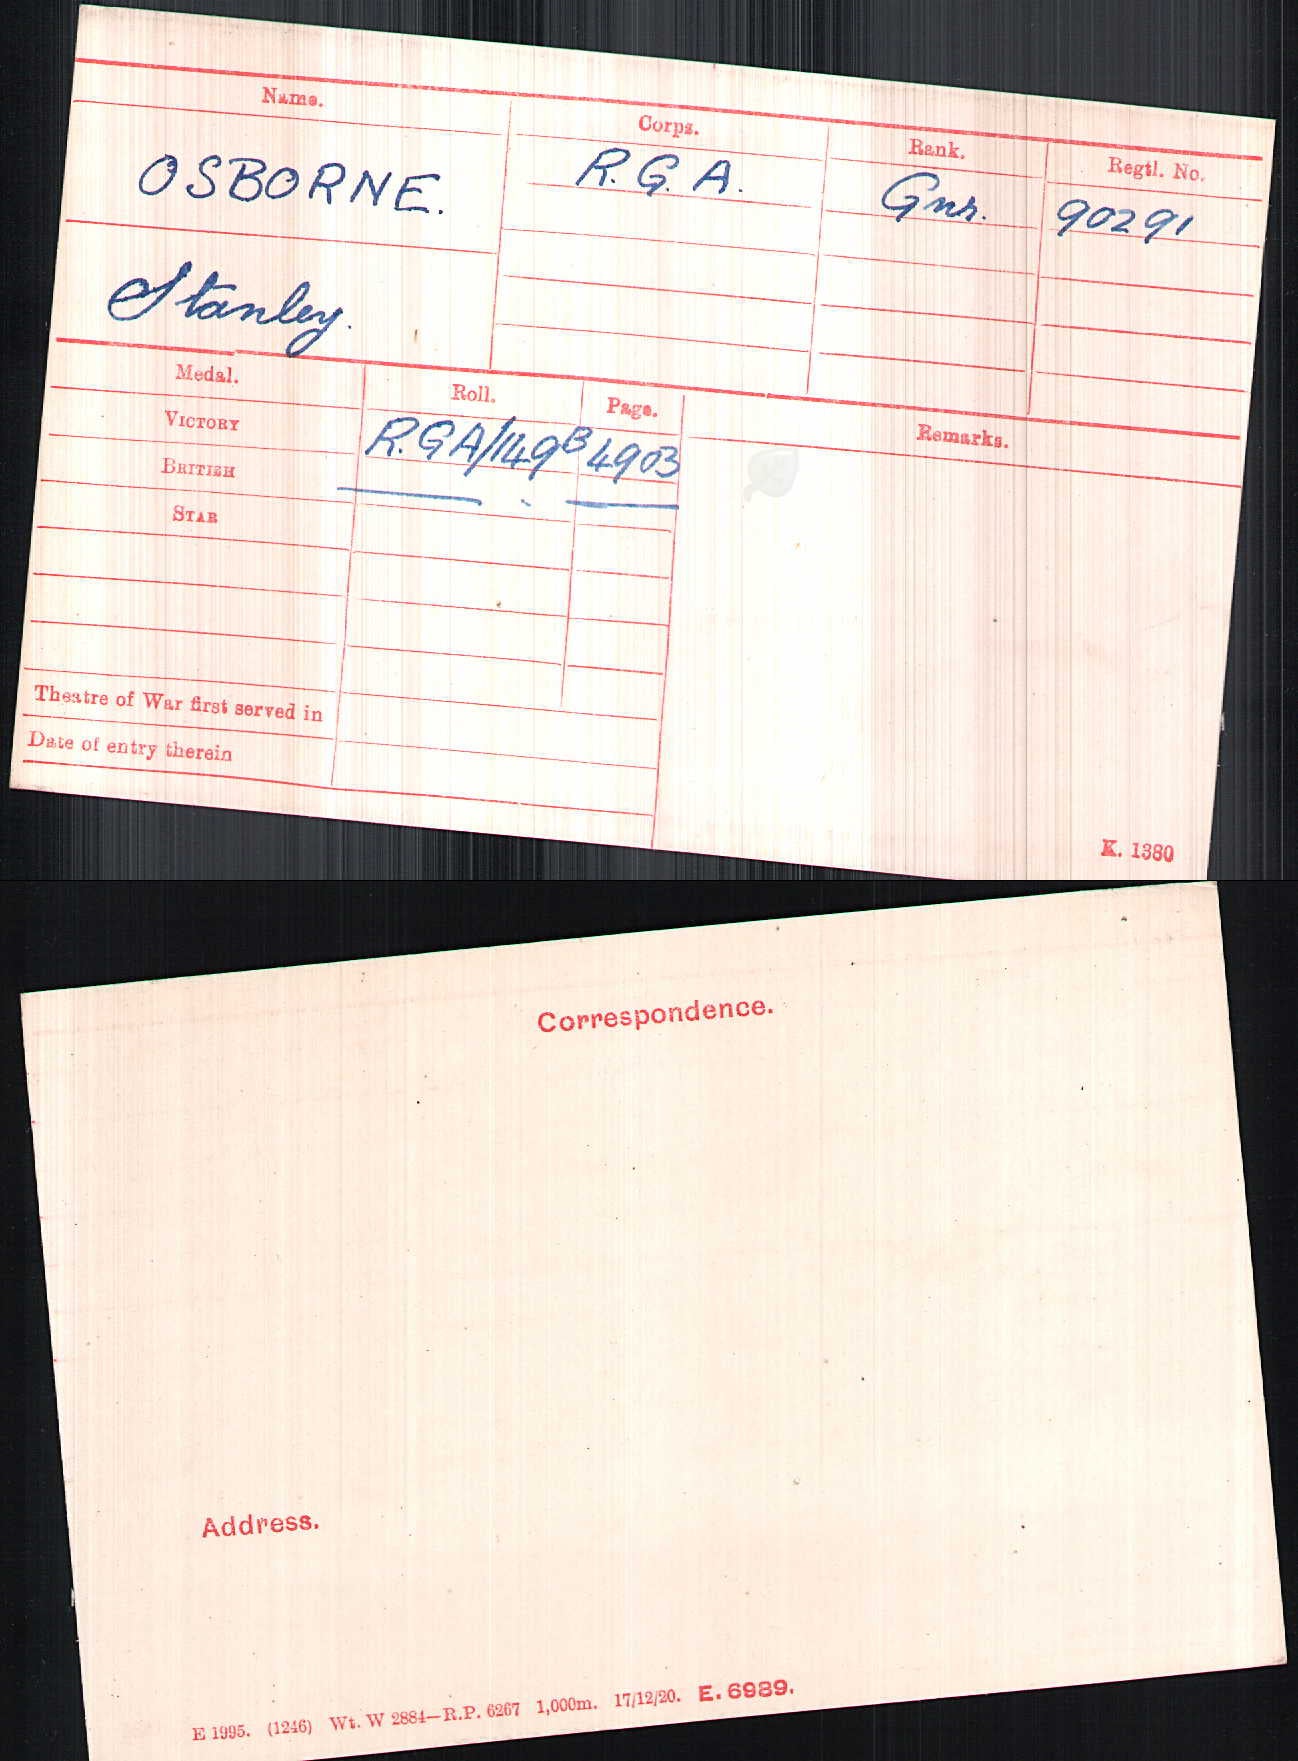 Name. Corps. Rank. Regtl. No.
OSBORNE. R. G. A. Gnr. 90291
Stanley.
Medal. Roll. Page. Remarks.
VICTORY R.G.A/149B 4903
BRITISH
STAR
Theatre of War first served in
Date of entry therein
K. 1380
Correspondence.
Address.
E 1995. (1246) Wt. W 2884—R.P. 6267 1,000m. 17/12/20. E. 6989.